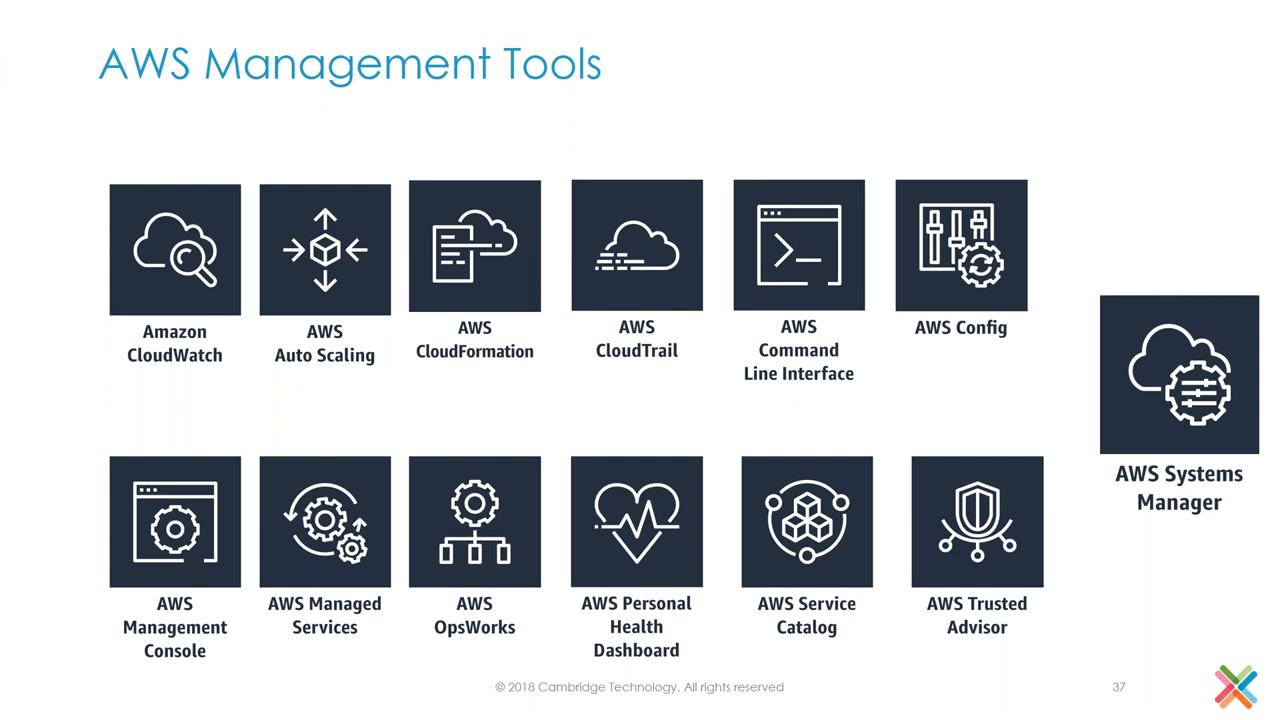 AWS Management Tools
Amazon
CloudWatch
AWS
Auto Scaling
AWS
CloudFormation
AWS
CloudTrail
AWS
Command
Line Interface
AWS Config
AWS Systems
Manager
AWS
Management
Console
AWS Managed
Services
AWS
OpsWorks
AWS Personal
Health
Dashboard
AWS Service
Catalog
AWS Trusted
Advisor
© 2018 Cambridge Technology. All rights reserved
37